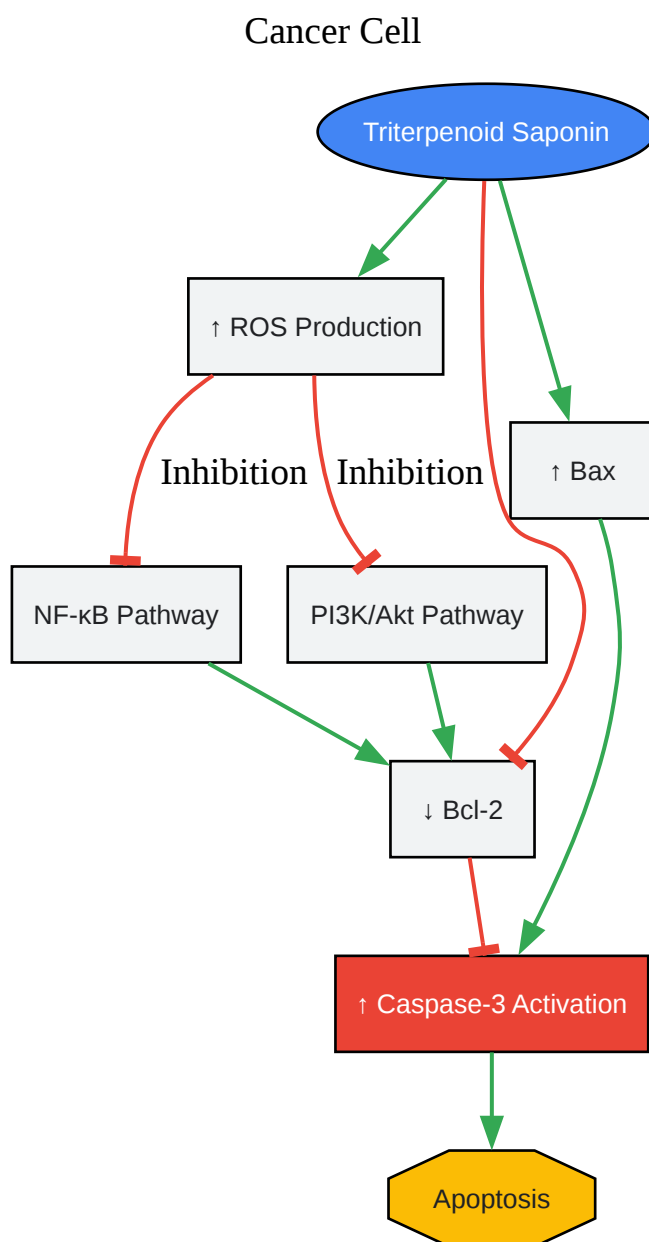 Cancer Cell
Triterpenoid Saponin
↑ ROS Production
Inhibition
Inhibition
↑ Bax
NF-κB Pathway
PI3K/Akt Pathway
↓ Bcl-2
↑ Caspase-3 Activation
Apoptosis